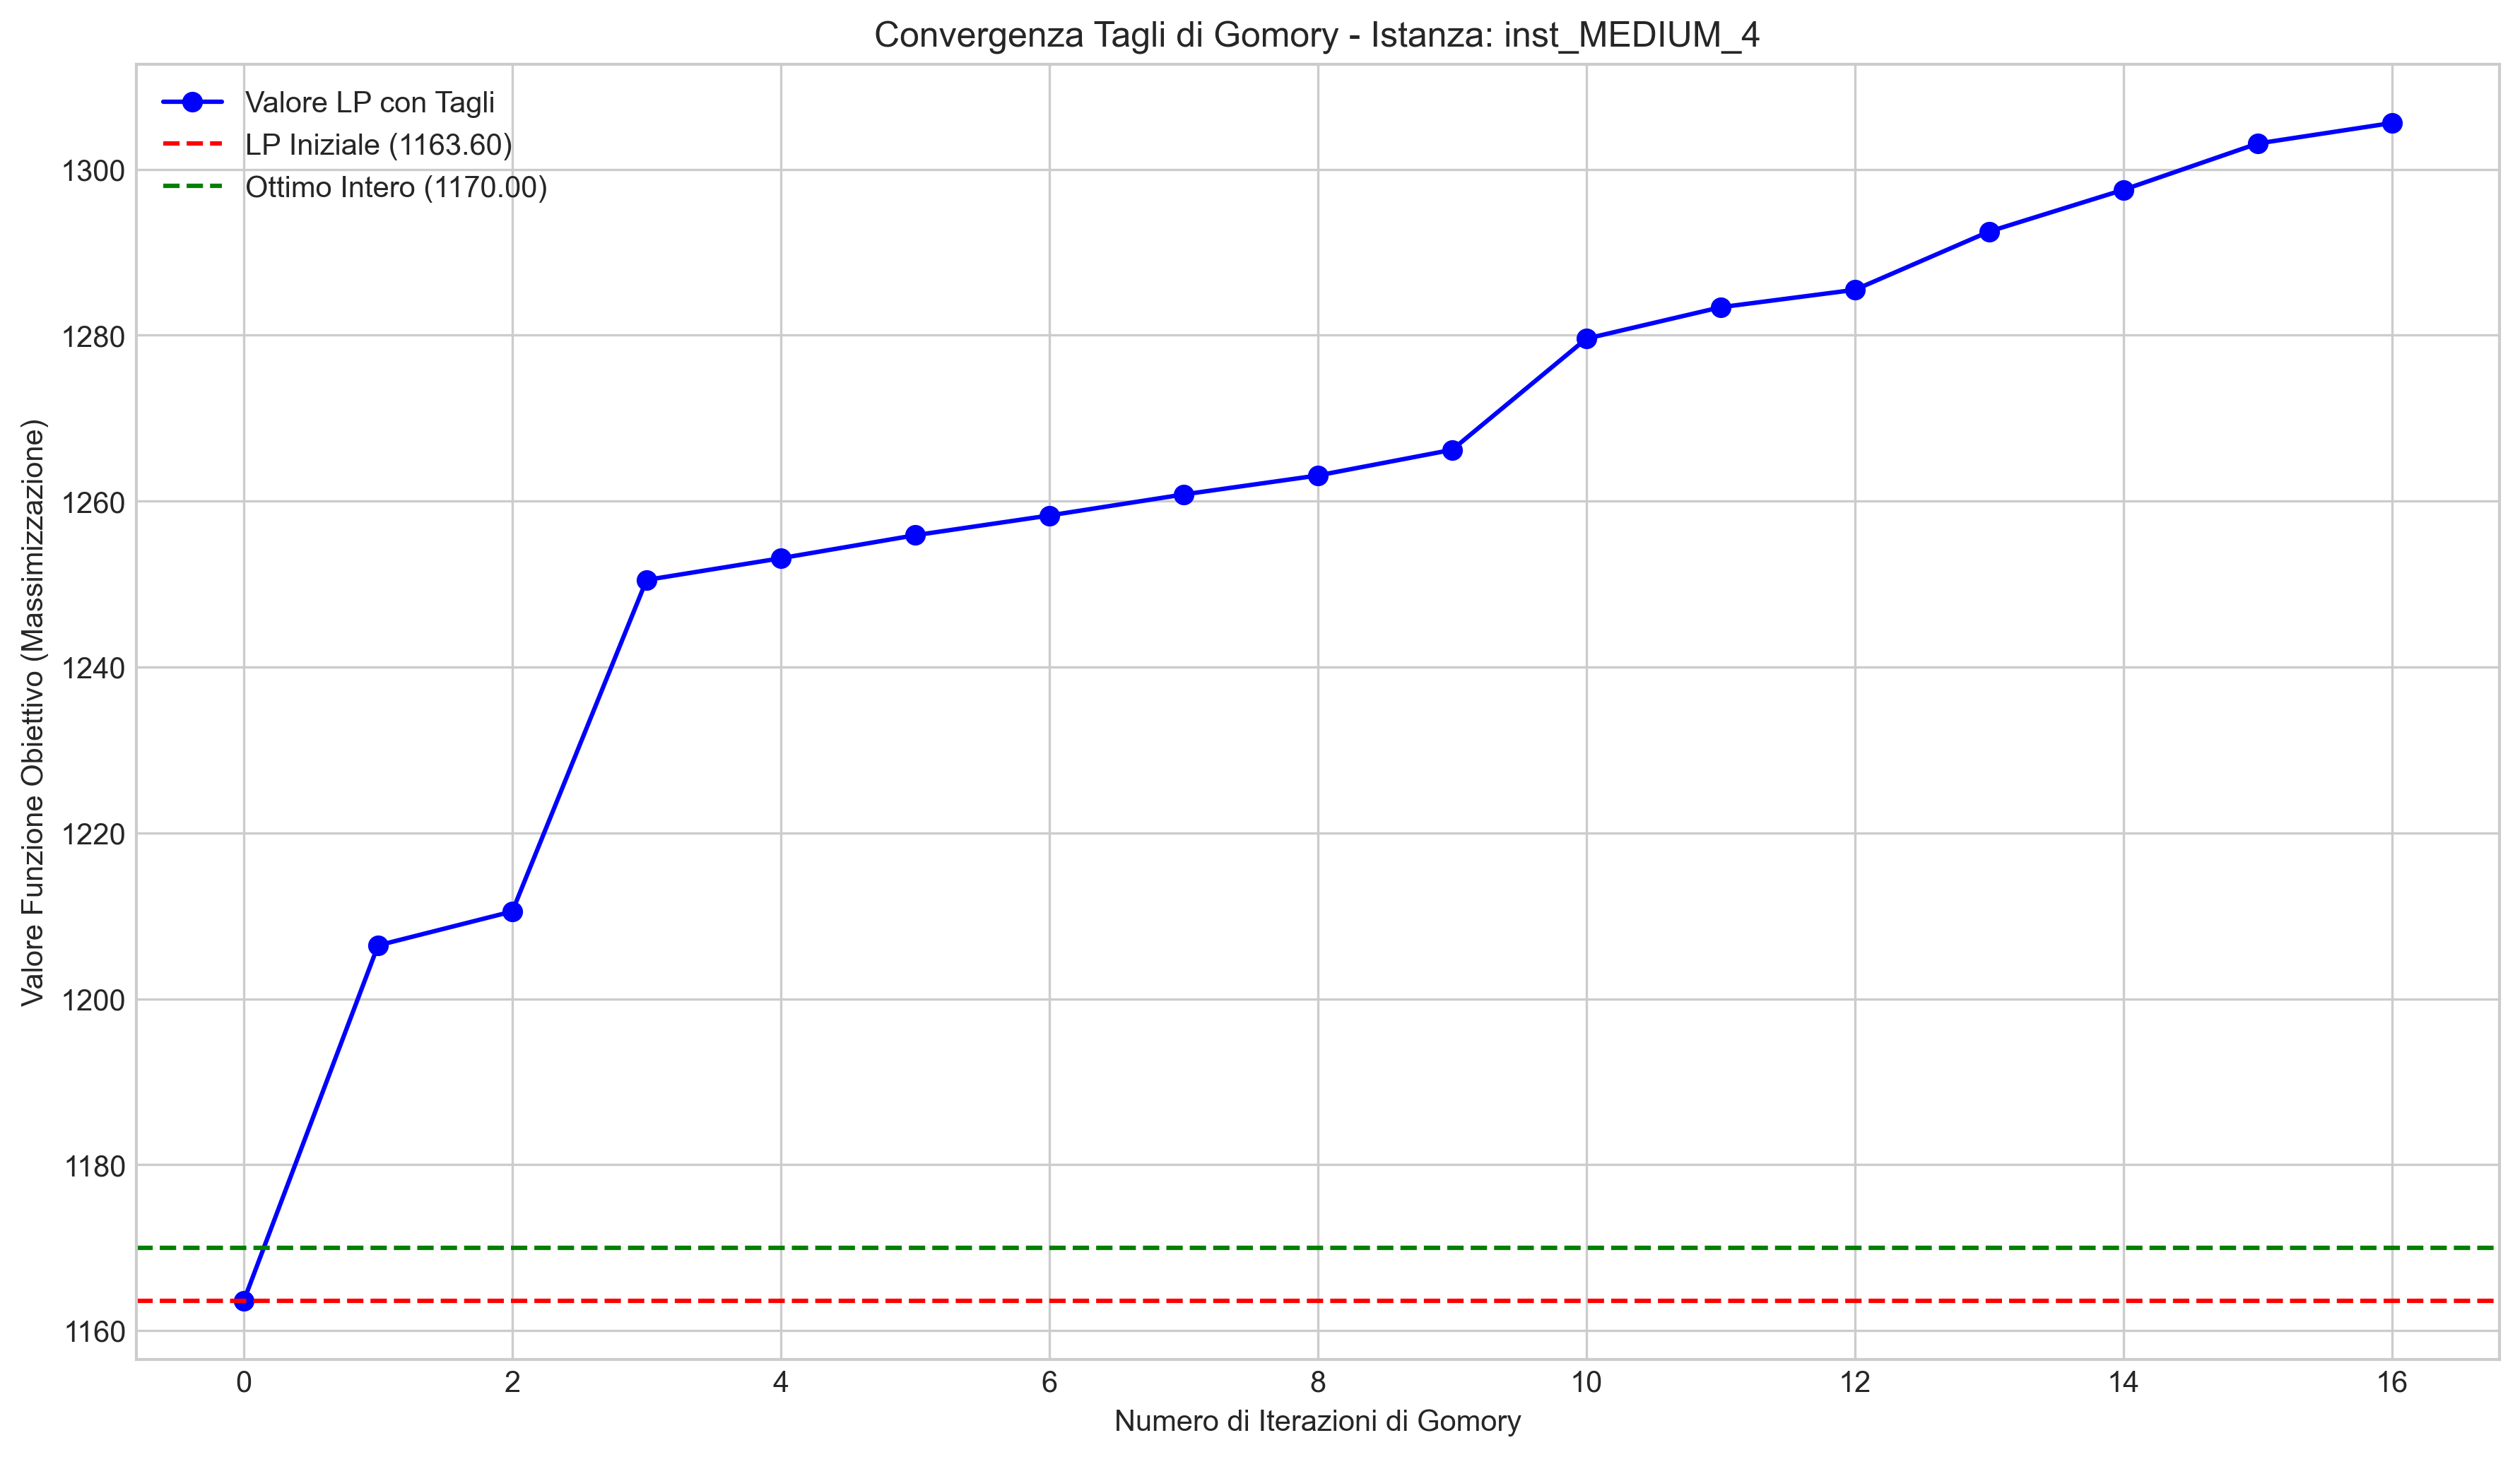 Convergenza Tagli di Gomory - Istanza: inst_MEDIUM_4
Valore LP con Tagli
LP Iniziale (1163.60)
Ottimo Intero (1170.00)
Valore Funzione Obiettivo (Massimizzazione)
1300
1280
1260
1240
1220
1200
1180
1160
0 2 4 6 8 10 12 14 16
Numero di Iterazioni di Gomory